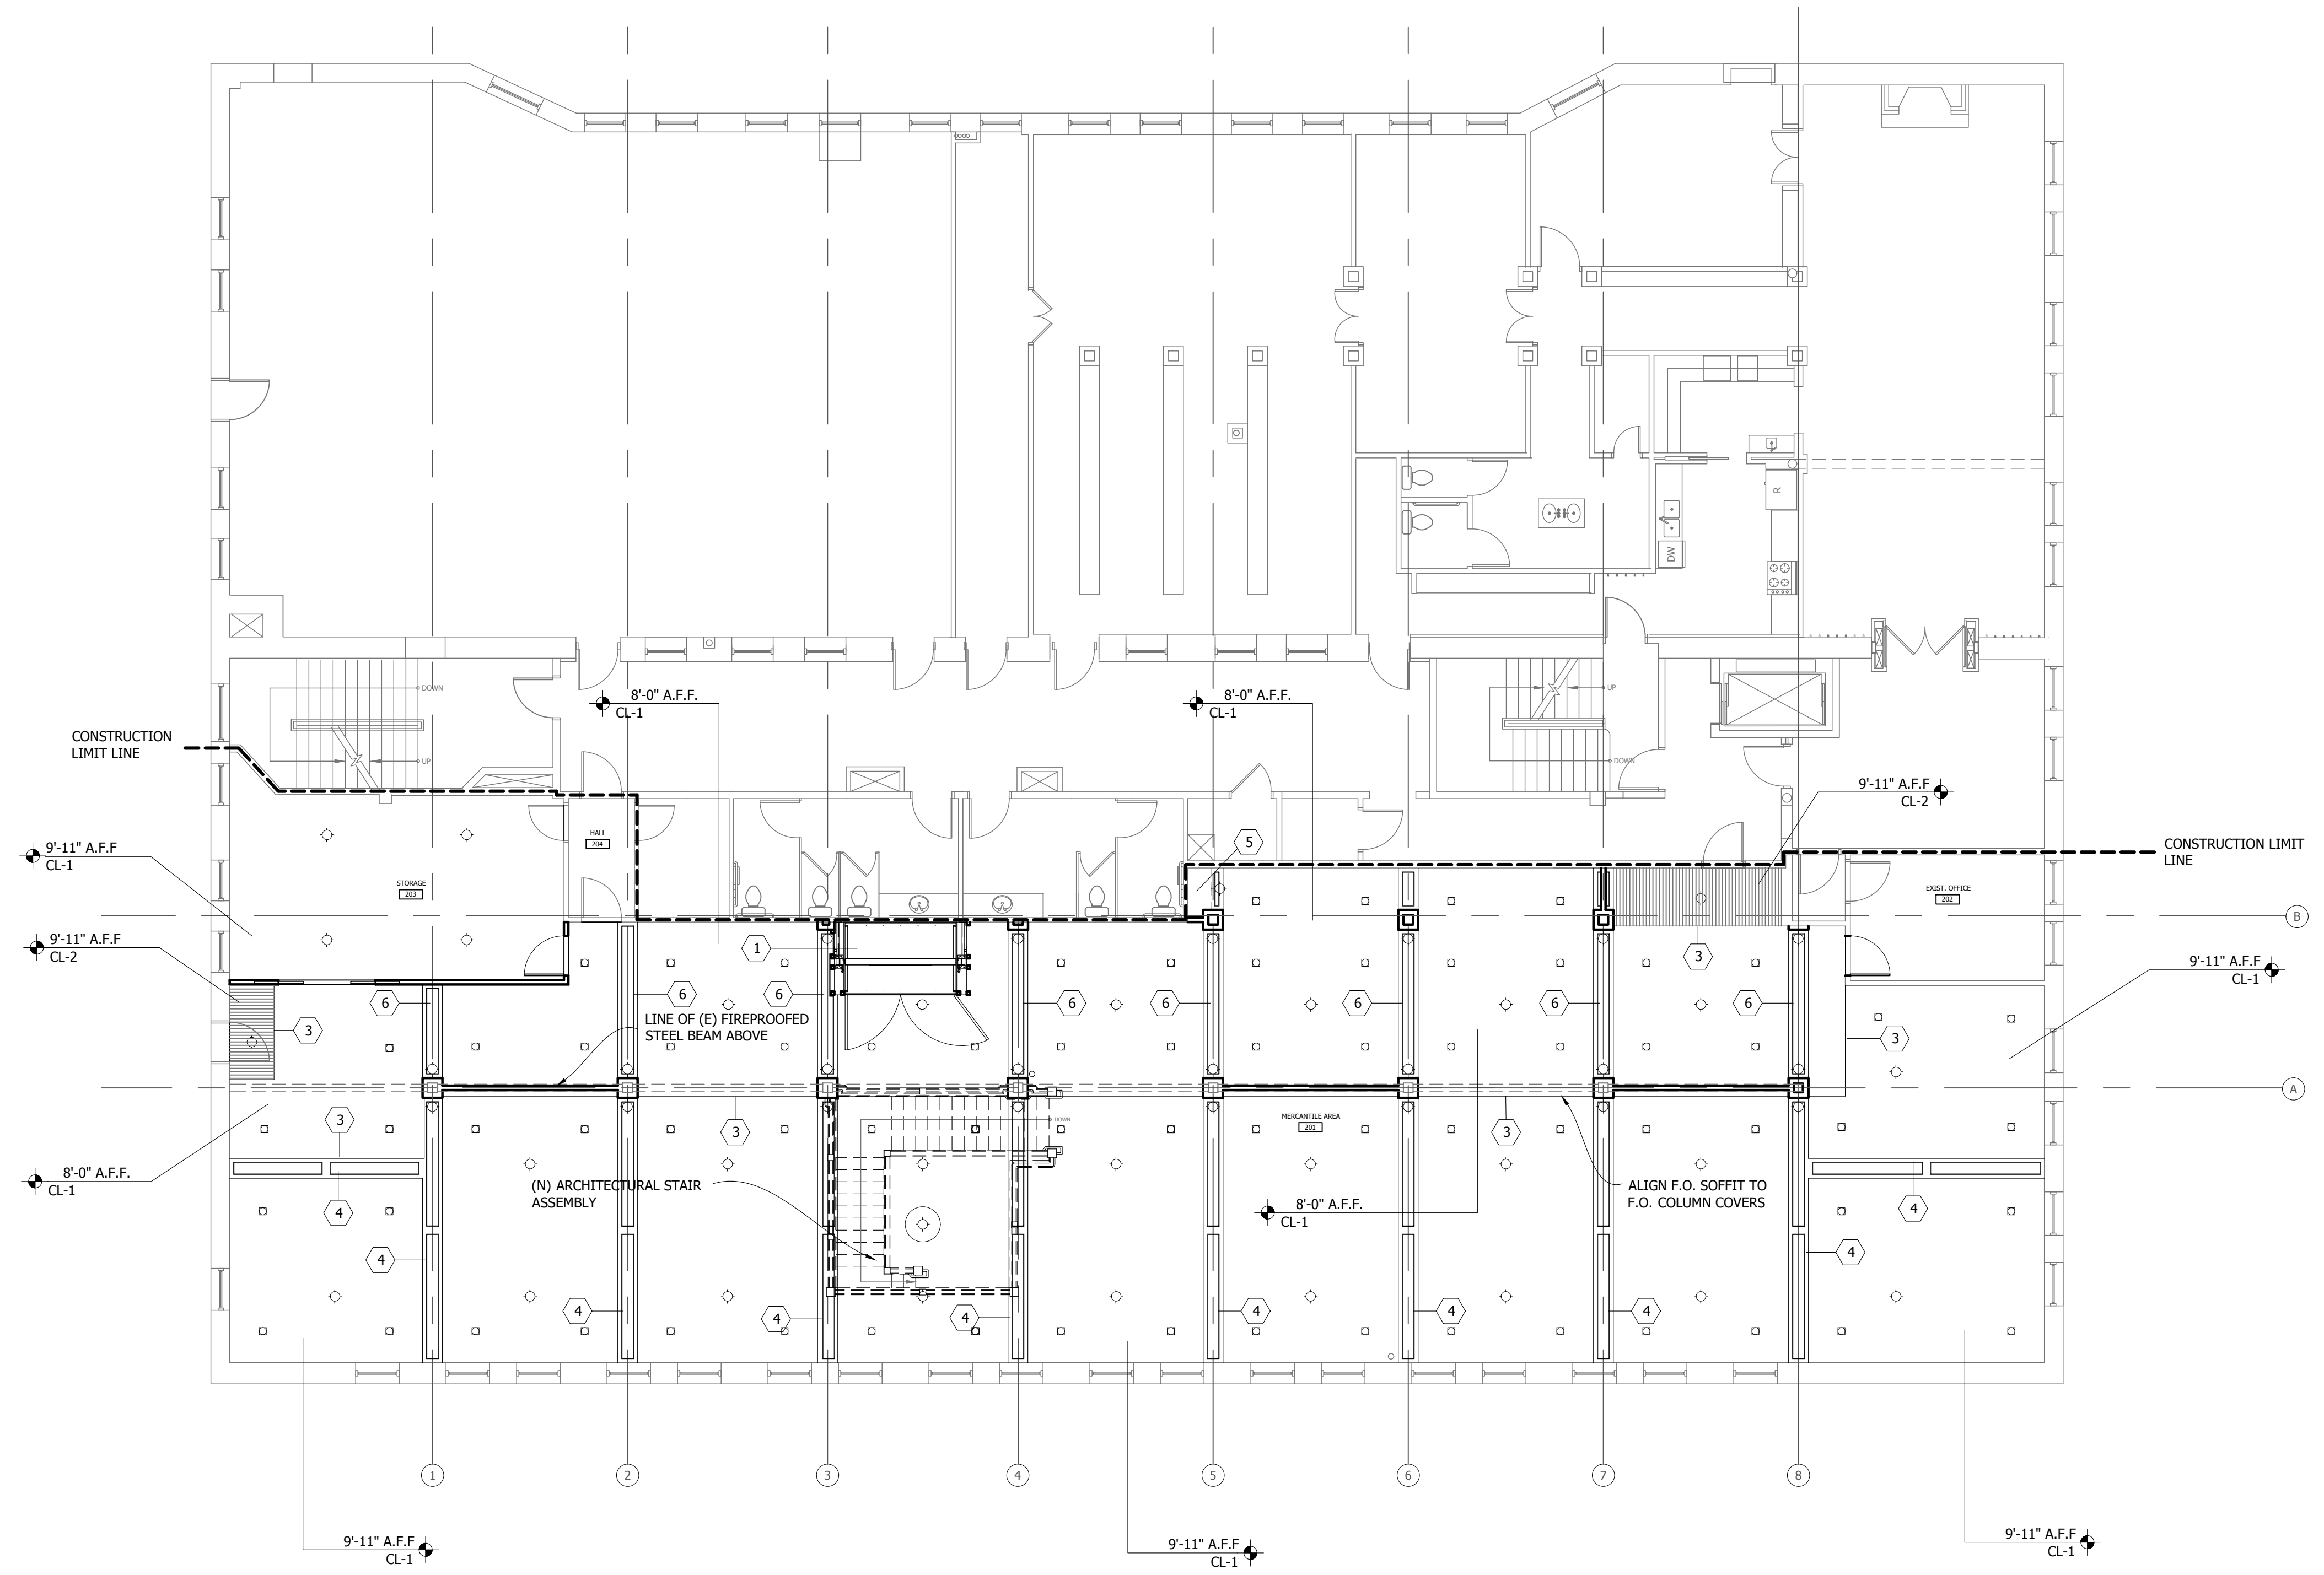 R
DW
DOWN
UP
UP
DOWN
8'-0" A.F.F.
CL-1
8'-0" A.F.F.
CL-1
CONSTRUCTION
LIMIT LINE
9'-11" A.F.F
CL-2
CONSTRUCTION LIMIT
LINE
HALL
204
5
9'-11" A.F.F
CL-1
STORAGE
203
EXIST. OFFICE
202
B
9'-11" A.F.F
CL-2
1
3
9'-11" A.F.F
CL-1
6
6
6
6
6
6
6
6
3
LINE OF (E) FIREPROOFED
STEEL BEAM ABOVE
3
A
3
3
3
DOWN
MERCANTILE AREA
201
8'-0" A.F.F.
CL-1
(N) ARCHITECTURAL STAIR
ASSEMBLY
ALIGN F.O. SOFFIT TO
F.O. COLUMN COVERS
8'-0" A.F.F.
CL-1
4
4
4
4
4
4
4
4
4
4
4
1
2
3
4
5
6
7
8
9'-11" A.F.F
CL-1
9'-11" A.F.F
CL-1
9'-11" A.F.F
CL-1